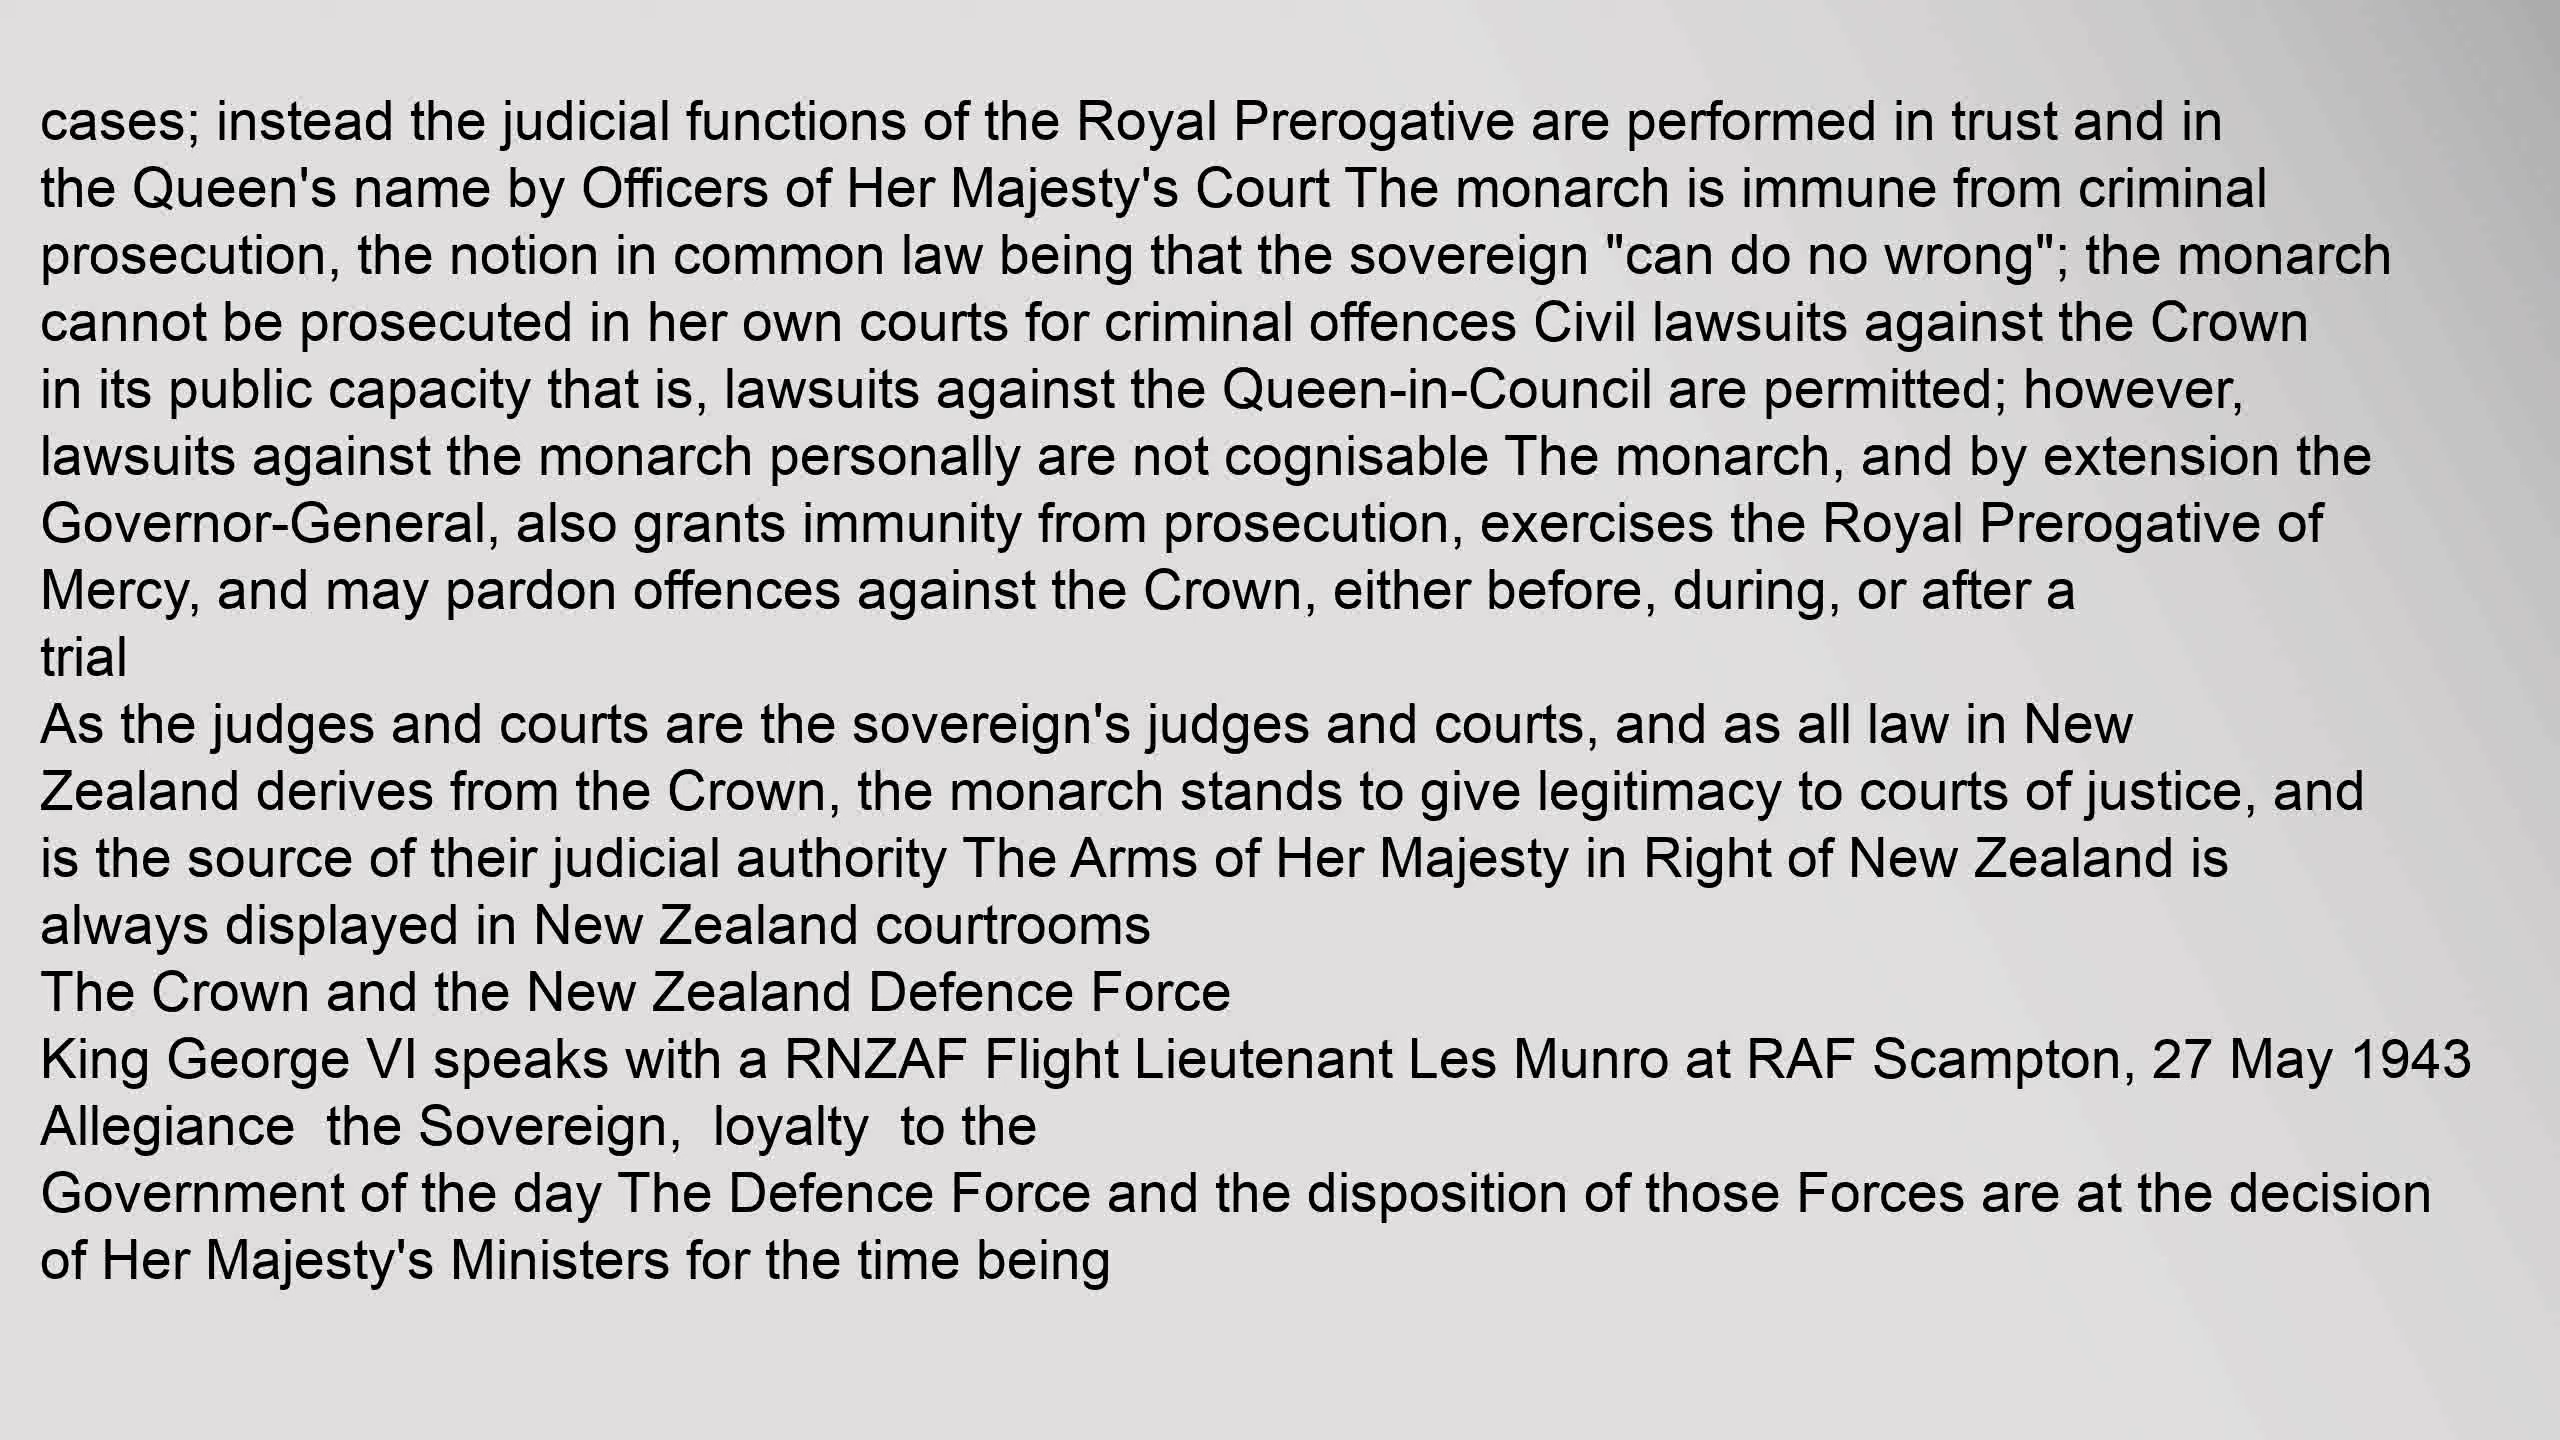 cases; instead the judicial functions of the Royal Prerogative are performed in trust and in
the Queen's name by Officers of Her Majesty's Court The monarch is immune from criminal
prosecution, the notion in common law being that the sovereign "can do no wrong"; the monarch
cannot be prosecuted in her own courts for criminal offences Civil lawsuits against the Crown
in its public capacity that is, lawsuits against the Queen-in-Council are permitted; however,
lawsuits against the monarch personally are not cognisable The monarch, and by extension the
Governor-General, also grants immunity from prosecution, exercises the Royal Prerogative of
Mercy, and may pardon offences against the Crown, either before, during, or after a
trial
As the judges and courts are the sovereign's judges and courts, and as all law in New
Zealand derives from the Crown, the monarch stands to give legitimacy to courts of justice, and
is the source of their judicial authority The Arms of Her Majesty in Right of New Zealand is
always displayed in New Zealand courtrooms
The Crown and the New Zealand Defence Force
King George VI speaks with a RNZAF Flight Lieutenant Les Munro at RAF Scampton, 27 May 1943
Allegiance  the Sovereign,  loyalty  to the
Government of the day The Defence Force and the disposition of those Forces are at the decision
of Her Majesty's Ministers for the time being